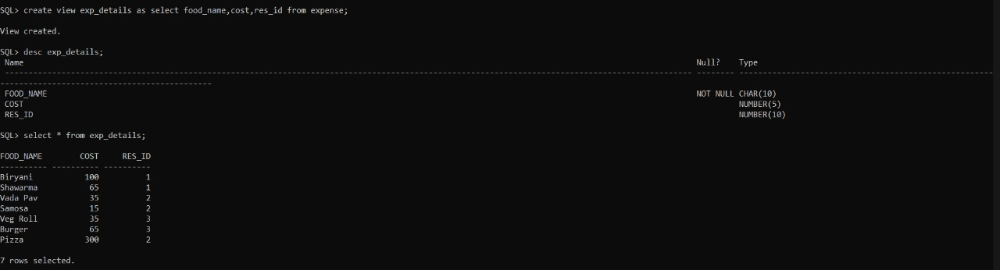 SQL> create view exp_details as select food_name,cost,res_id from expense;
View created.
SQL> desc exp_details;
Name Null? Type
----------------------------------------------------------------------------------------------------------------------------------------------------- -------- ------------------------------------------------------
--------------------------------------------
FOOD_NAME NOT NULL CHAR(10)
COST NUMBER(5)
RES_ID NUMBER(10)
SQL> select * from exp_details;
FOOD_NAME COST RES_ID
---------- ---------- ----------
Biryani 100 1
Shawarma 65 1
Vada Pav 35 2
Samosa 15 2
Veg Roll 35 3
Burger 65 3
Pizza 300 2
7 rows selected.